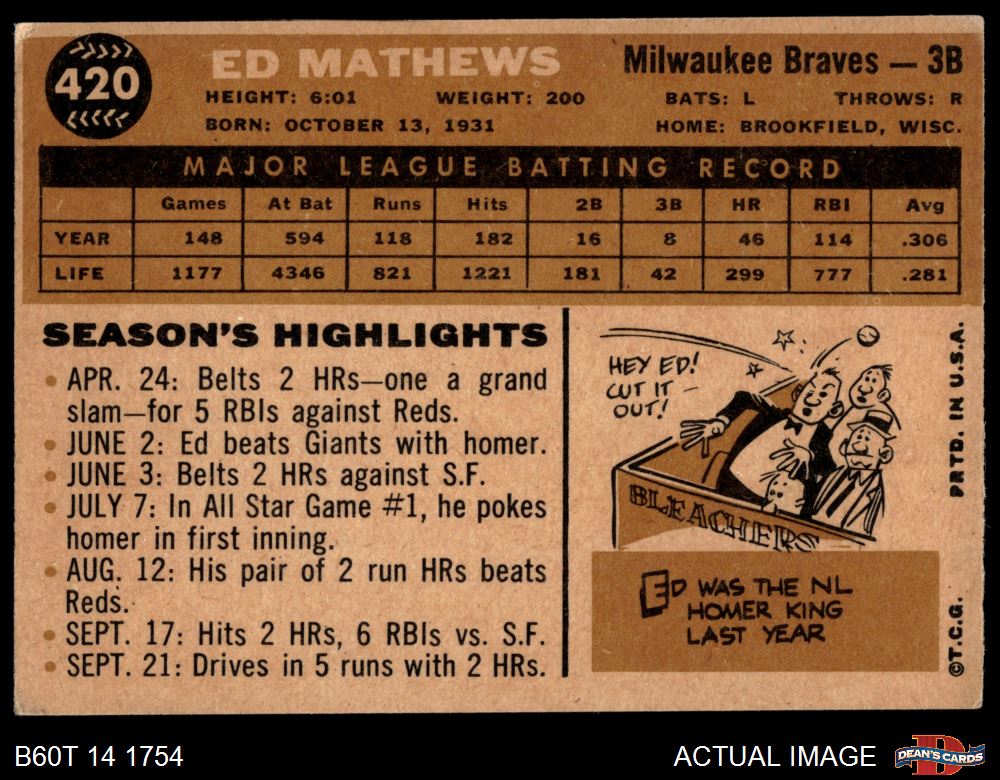 420
ED MATHEWS
Milwaukee Braves — 3B
HEIGHT: 6:01 WEIGHT: 200 BATS: L THROWS: R
BORN: OCTOBER 13, 1931 HOME: BROOKFIELD, WISC.
MAJOR LEAGUE BATTING RECORD
Games At Bat Runs Hits 2B 3B HR RBI Avg
YEAR 148 594 118 182 16 8 46 114 .306
LIFE 1177 4346 821 1221 181 42 299 777 .281
SEASON'S HIGHLIGHTS
• APR. 24: Belts 2 HRs—one a grand
slam—for 5 RBIs against Reds.
• JUNE 2: Ed beats Giants with homer.
• JUNE 3: Belts 2 HRs against S.F.
• JULY 7: In All Star Game #1, he pokes
homer in first inning.
• AUG. 12: His pair of 2 run HRs beats
Reds.
• SEPT. 17: Hits 2 HRs, 6 RBIs vs. S.F.
• SEPT. 21: Drives in 5 runs with 2 HRs.
HEY ED!
CUT IT
OUT!
BLEACHERS
ED WAS THE NL
HOMER KING
LAST YEAR
©T.C.G. PRTD. IN U.S.A.
B60T 14 1754
ACTUAL IMAGE
D
DEAN'S CARDS